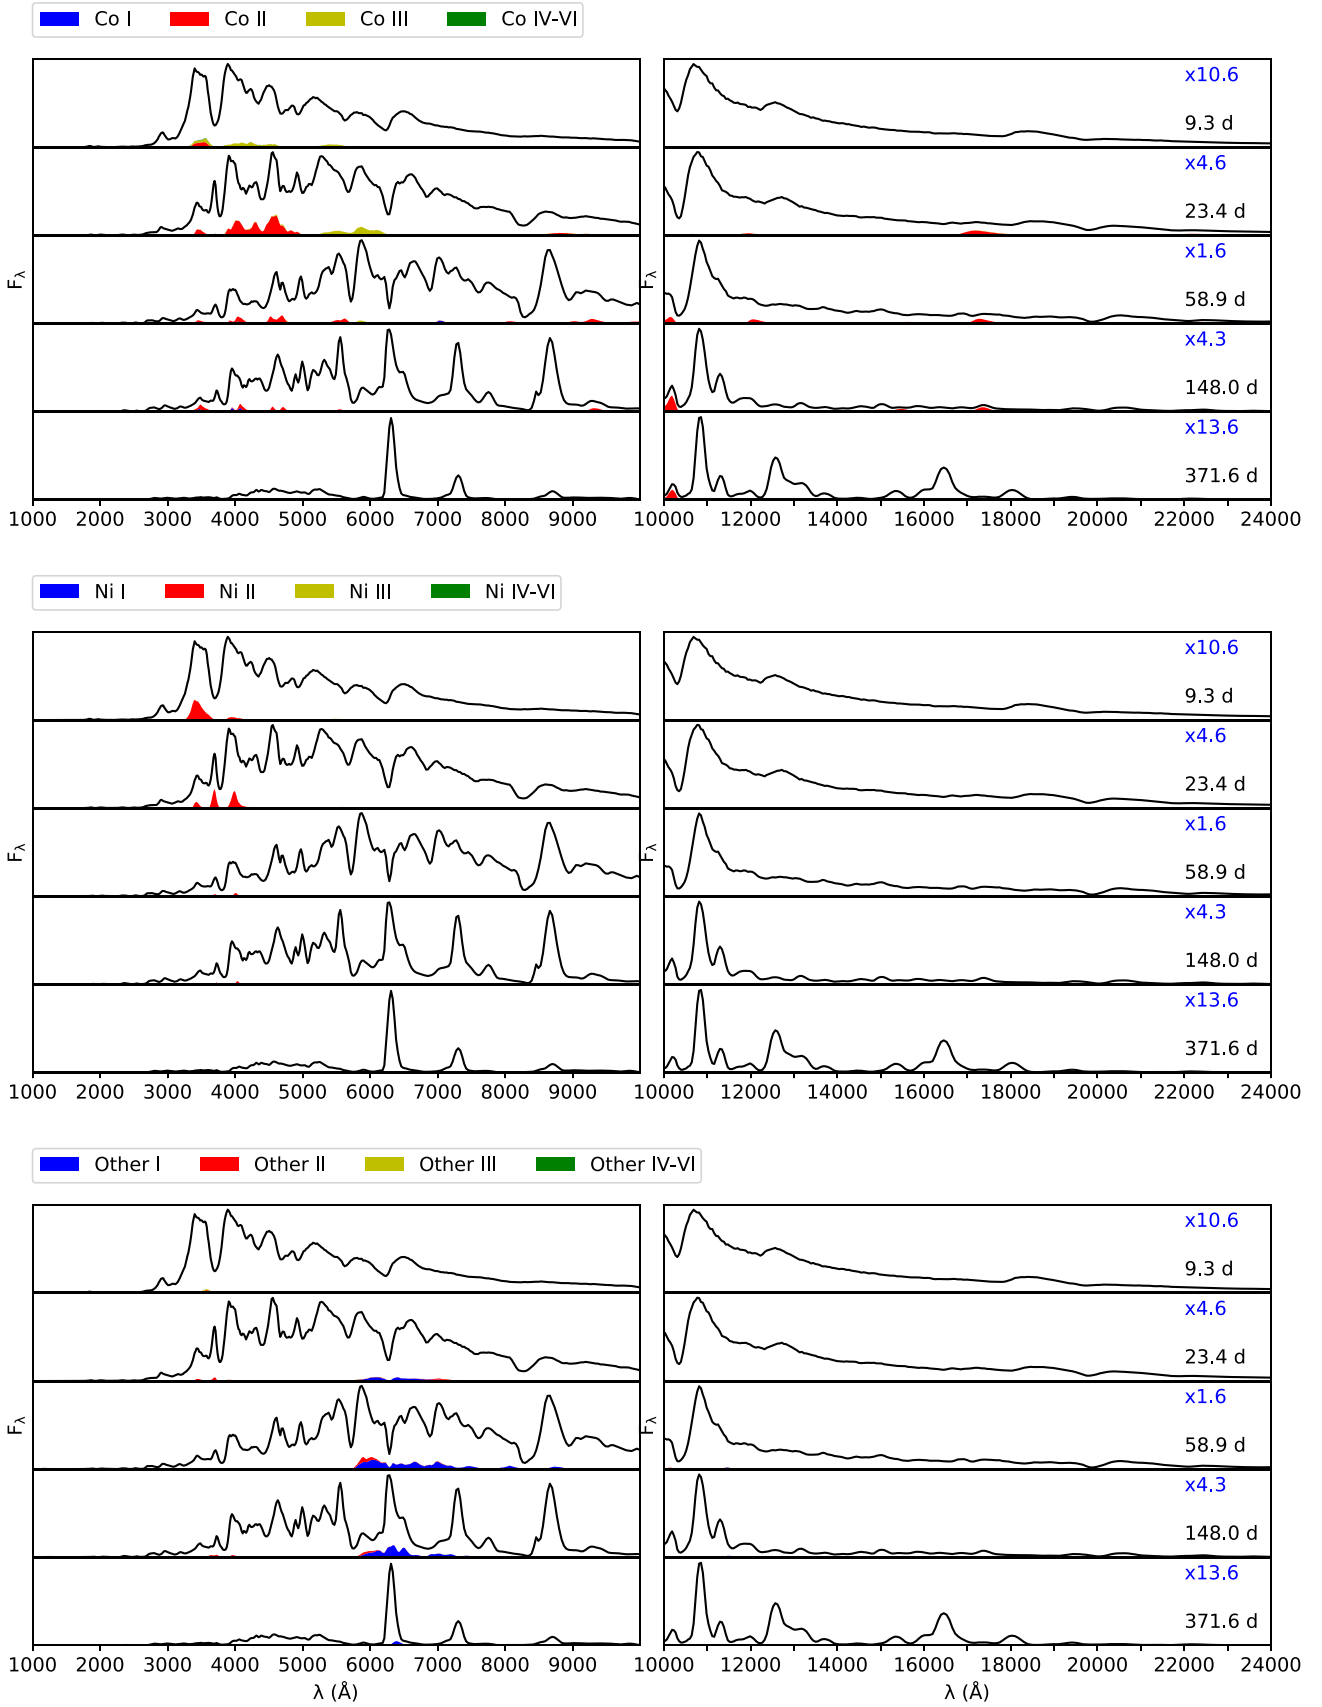 Co I Co II Co III Co IV-VI
x10.6
9.3 d
x4.6
23.4 d
Fλ Fλ
x1.6
58.9 d
x4.3
148.0 d
x13.6
371.6 d
1000 2000 3000 4000 5000 6000 7000 8000 9000 10000 12000 14000 16000 18000 20000 22000 24000
Ni I Ni II Ni III Ni IV-VI
x10.6
9.3 d
x4.6
23.4 d
Fλ Fλ
x1.6
58.9 d
x4.3
148.0 d
x13.6
371.6 d
1000 2000 3000 4000 5000 6000 7000 8000 9000 10000 12000 14000 16000 18000 20000 22000 24000
Other I Other II Other III Other IV-VI
x10.6
9.3 d
x4.6
23.4 d
Fλ Fλ
x1.6
58.9 d
x4.3
148.0 d
x13.6
371.6 d
1000 2000 3000 4000 5000 6000 7000 8000 9000 10000 12000 14000 16000 18000 20000 22000 24000
λ (Å) λ (Å)